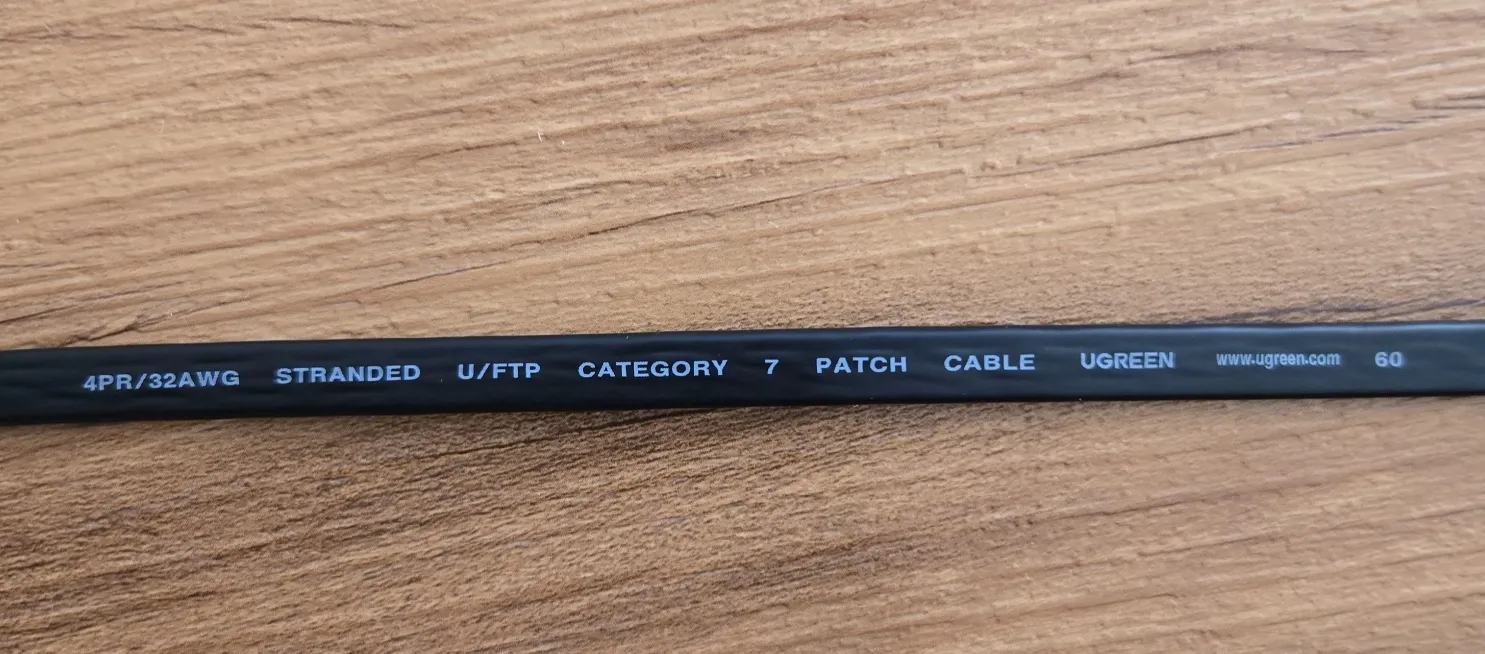 4PR/32AWG STRANDED U/FTP CATEGORY 7 PATCH CABLE UGREEN www.ugreen.com 60